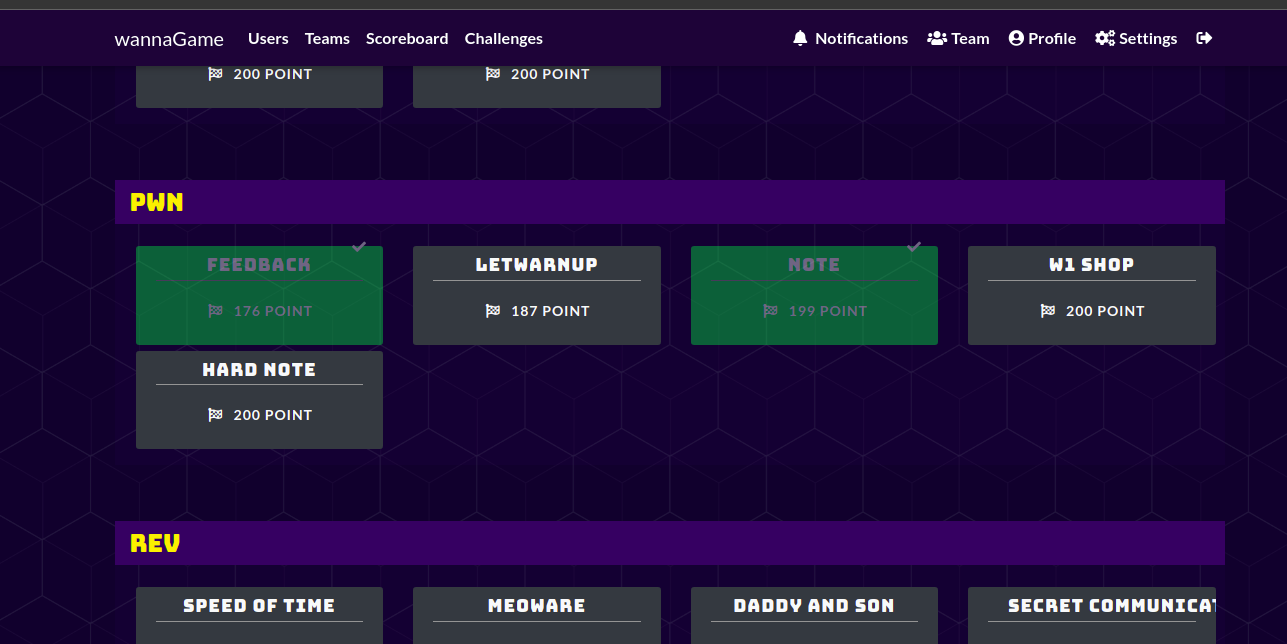 wannaGame Users Teams Scoreboard Challenges Notifications Team Profile Settings
200 POINT 200 POINT
PWN
FEEDBACK LETWARNUP NOTE W1 SHOP
176 POINT 187 POINT 199 POINT 200 POINT
HARD NOTE
200 POINT
REV
SPEED OF TIME MEOWARE DADDY AND SON SECRET COMMUNICAT